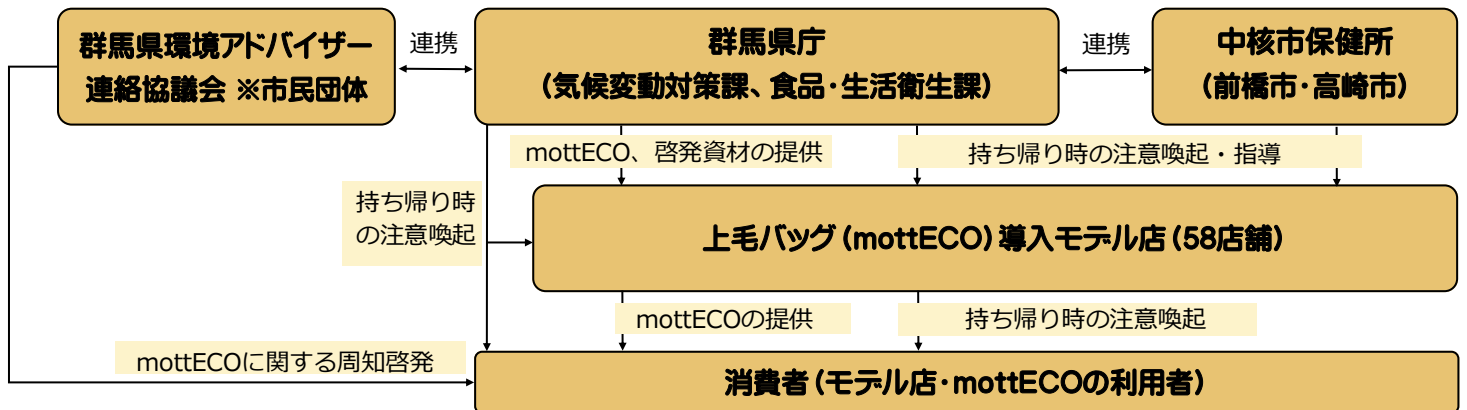 群馬県環境アドバイザー
連絡協議会 ※市民団体
連携
群馬県庁
（気候変動対策課、食品・生活衛生課）
連携
中核市保健所
（前橋市・高崎市）
mottECO、啓発資材の提供
持ち帰り時の注意喚起・指導
持ち帰り時
の注意喚起
上毛バッグ（mottECO）導入モデル店（58店舗）
mottECOの提供
持ち帰り時の注意喚起
mottECOに関する周知啓発
消費者（モデル店・mottECOの利用者）